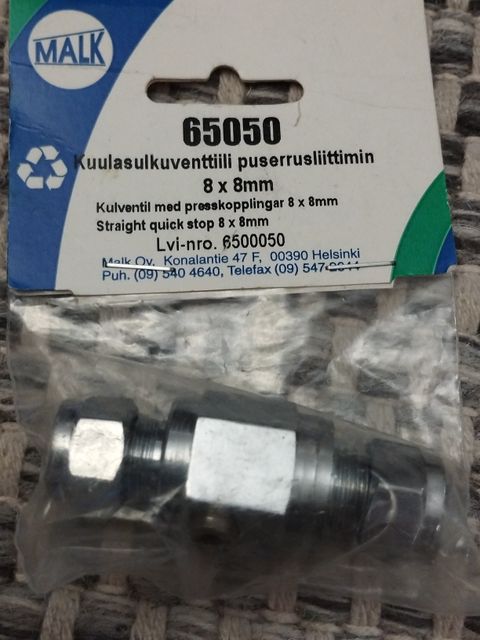 MALK
65050
Kuulasulkuventtiili puserrusliittimin
8 x 8mm
Kulventil med presskopplingar 8 x 8mm
Straight quick stop 8 x 8mm
Lvi-nro. 6500050
Malk Oy, Konalantie 47 F, 00390 Helsinki
Puh. (09) 540 4640, Telefax (09) 547